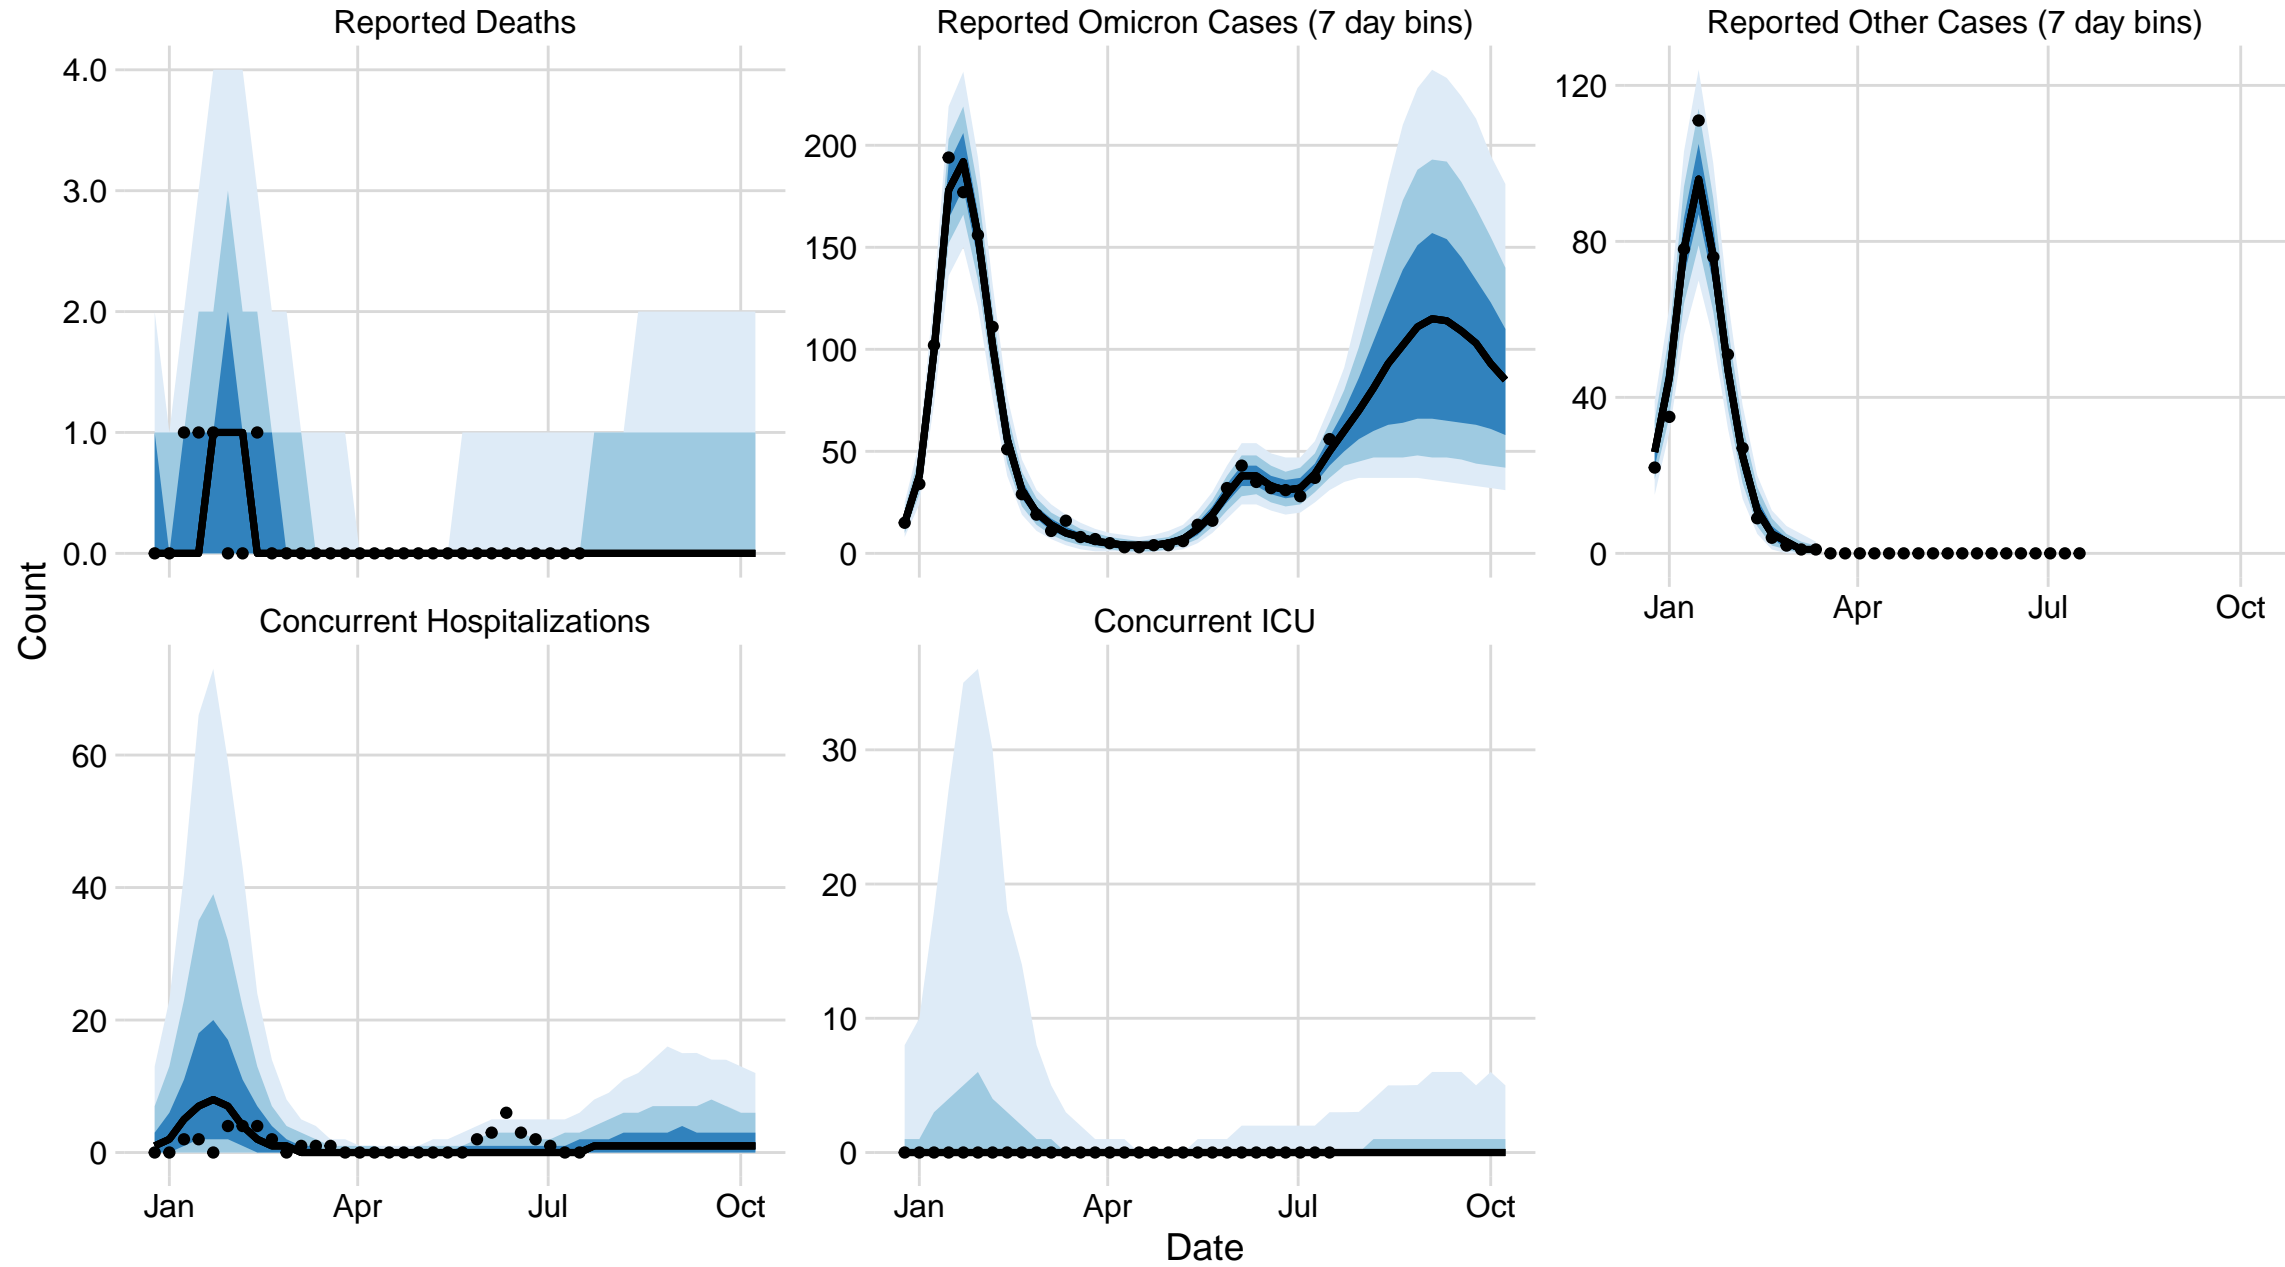 Reported Deaths
Reported Omicron Cases (7 day bins)
Reported Other Cases (7 day bins)
4.0
3.0
2.0
1.0
0.0
200
150
100
50
0
120
80
40
0
Jan Apr Jul Oct
Count
Concurrent Hospitalizations
Concurrent ICU
60
40
20
0
30
20
10
0
Jan Apr Jul Oct
Jan Apr Jul Oct
Date